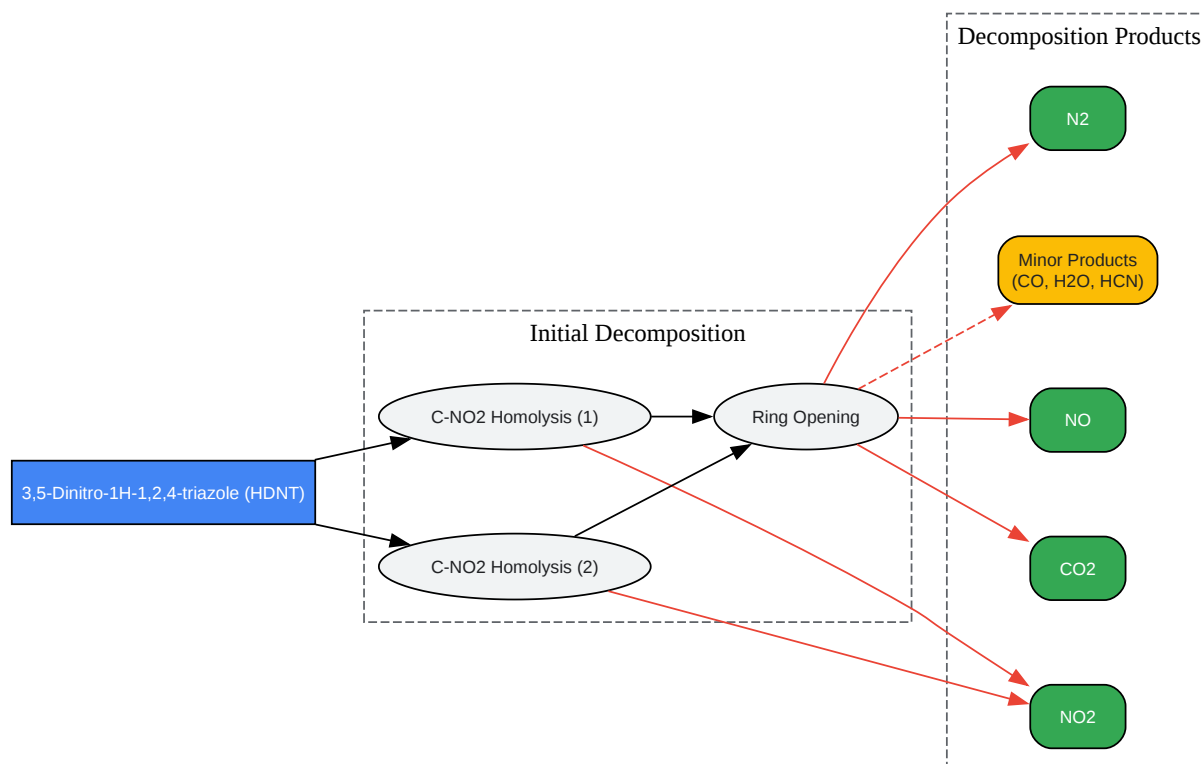 Decomposition Products
N2
Minor Products
(CO, H2O, HCN)
Initial Decomposition
C-NO2 Homolysis (1)
Ring Opening
NO
3,5-Dinitro-1H-1,2,4-triazole (HDNT)
C-NO2 Homolysis (2)
CO2
NO2